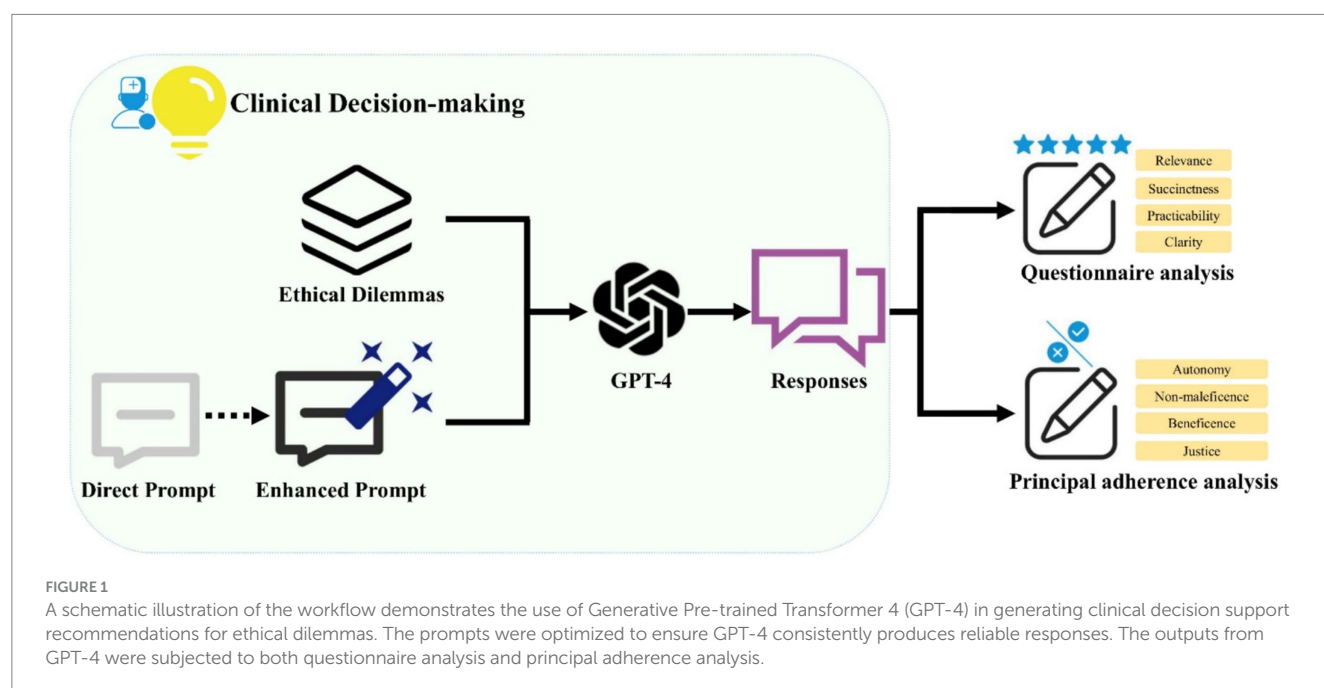 Clinical Decision-making
Ethical Dilemmas
Direct Prompt
Enhanced Prompt
GPT-4
Responses
Relevance
Succinctness
Practicability
Clarity
Questionnaire analysis
Autonomy
Non-maleficence
Beneficence
Justice
Principal adherence analysis
FIGURE 1
A schematic illustration of the workflow demonstrates the use of Generative Pre-trained Transformer 4 (GPT-4) in generating clinical decision support
recommendations for ethical dilemmas. The prompts were optimized to ensure GPT-4 consistently produces reliable responses. The outputs from
GPT-4 were subjected to both questionnaire analysis and principal adherence analysis.